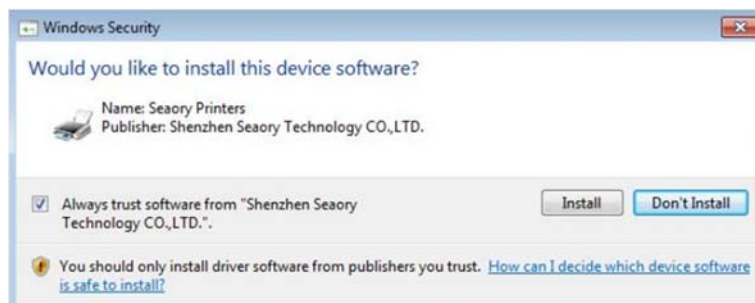 Windows Security
Would you like to install this device software?
Name: Seaory Printers
Publisher: Shenzhen Seaory Technology CO.,LTD.
Always trust software from "Shenzhen Seaory
Technology CO.,LTD.".
Install
Don't Install
You should only install driver software from publishers you trust. How can I decide which device software
is safe to install?